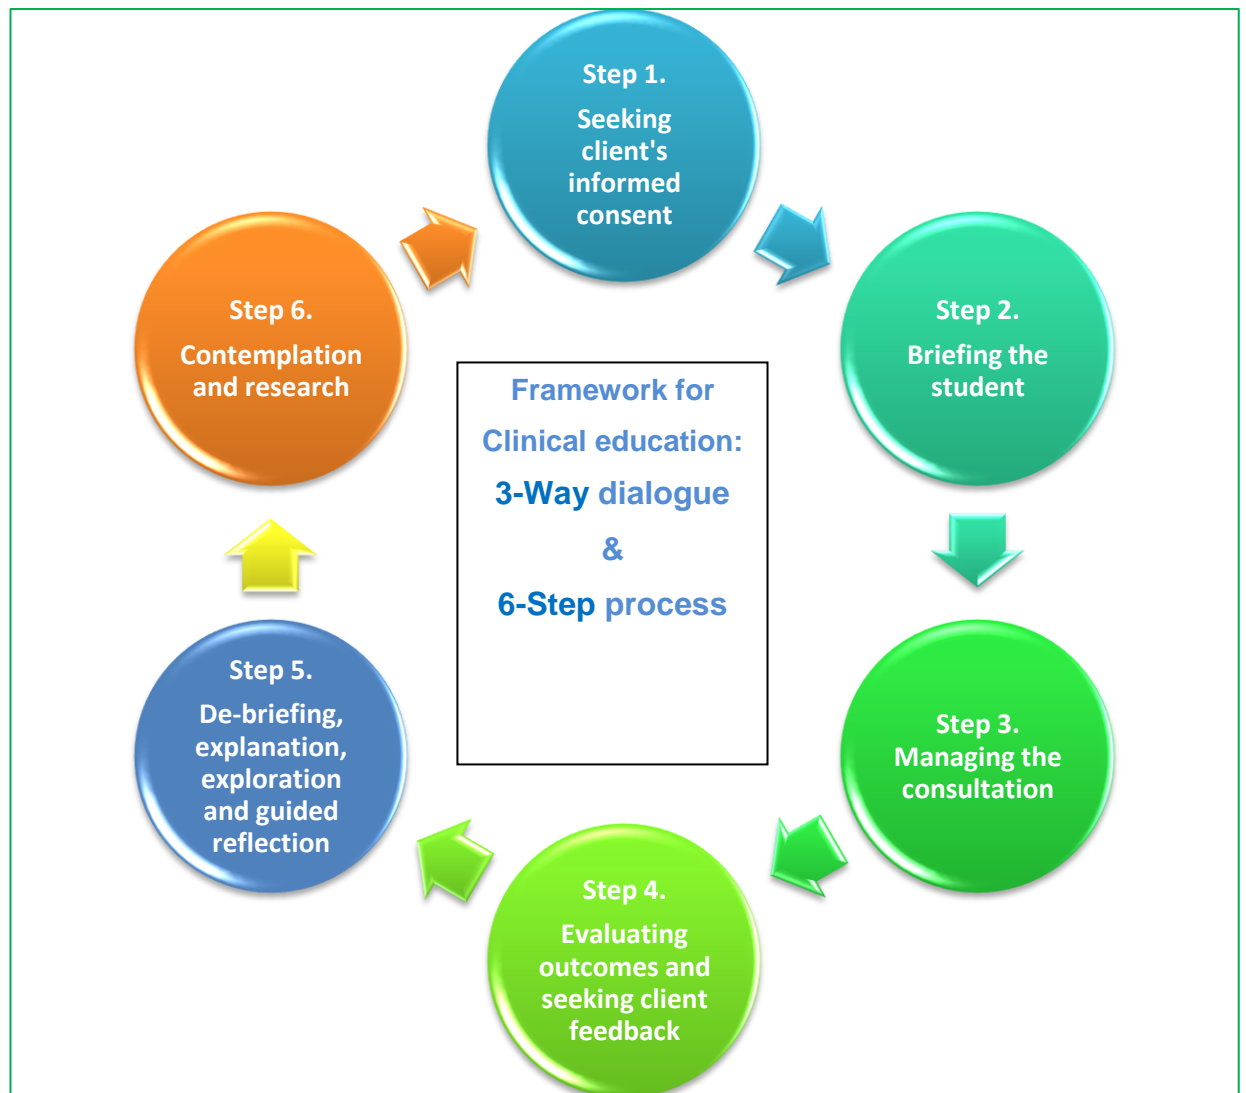 Step 1.
Seeking
client's
informed
consent
Step 2.
Briefing the
student
Step 3.
Managing the
consultation
Step 4.
Evaluating
outcomes and
seeking client
feedback
Step 5.
De-briefing,
explanation,
exploration
and guided
reflection
Step 6.
Contemplation
and research
Framework for
Clinical education:
3-Way dialogue
&
6-Step process